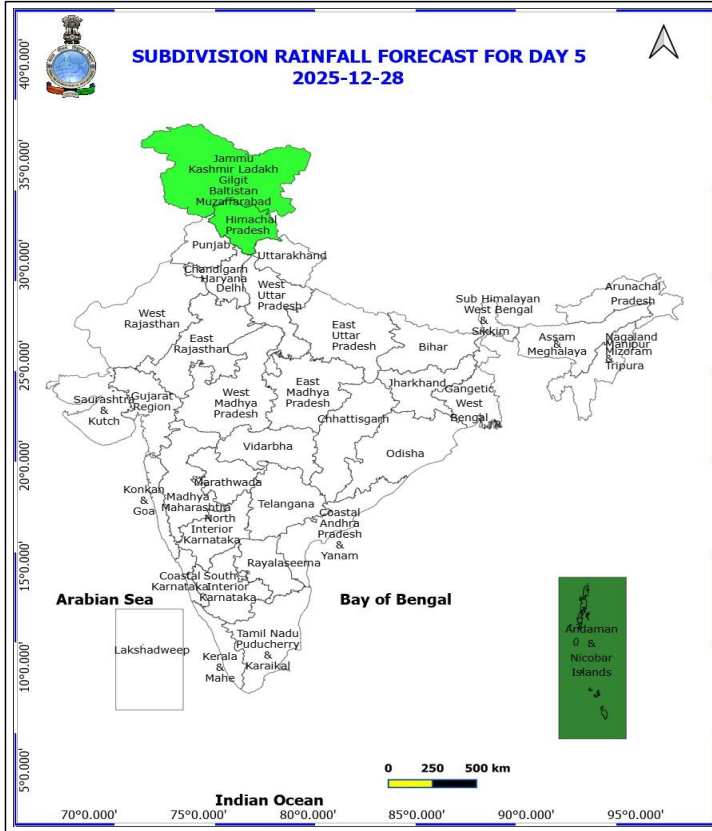 SUBDIVISION RAINFALL FORECAST FOR DAY 5
2025-12-28
40°0.000'
35°0.000'
30°0.000'
25°0.000'
20°0.000'
15°0.000'
10°0.000'
5°0.000'
Jammu
Kashmir Ladakh
Gilgit
Baltistan
Muzaffarabad
Himachal
Pradesh
Punjab
Uttarakhand
Chandigarh
Haryana
Delhi
West
Uttar
Pradesh
West
Rajasthan
East
Rajasthan
East
Uttar
Pradesh
Bihar
Sub Himalayan
West Bengal
&
Sikkim
Arunachal
Pradesh
Assam
&
Meghalaya
Nagaland
Manipur
Mizoram
&
Tripura
Saurashtra
&
Kutch
Gujarat
Region
West
Madhya
Pradesh
East
Madhya
Pradesh
Jharkhand
Gangetic
West
Bengal
Chhattisgarh
Odisha
Vidarbha
Konkan
&
Goa
Marathwada
Madhya
Maharashtra
Telangana
North
Interior
Karnataka
Coastal
Andhra
Pradesh
&
Yanam
Rayalaseema
Coastal
Karnataka
South
Interior
Karnataka
Arabian Sea
Bay of Bengal
Lakshadweep
Kerala
&
Mahe
Tamil Nadu
Puducherry
&
Karaikal
Andaman
&
Nicobar
Islands
0 250 500 km
Indian Ocean
70°0.000' 75°0.000' 80°0.000' 85°0.000' 90°0.000' 95°0.000'